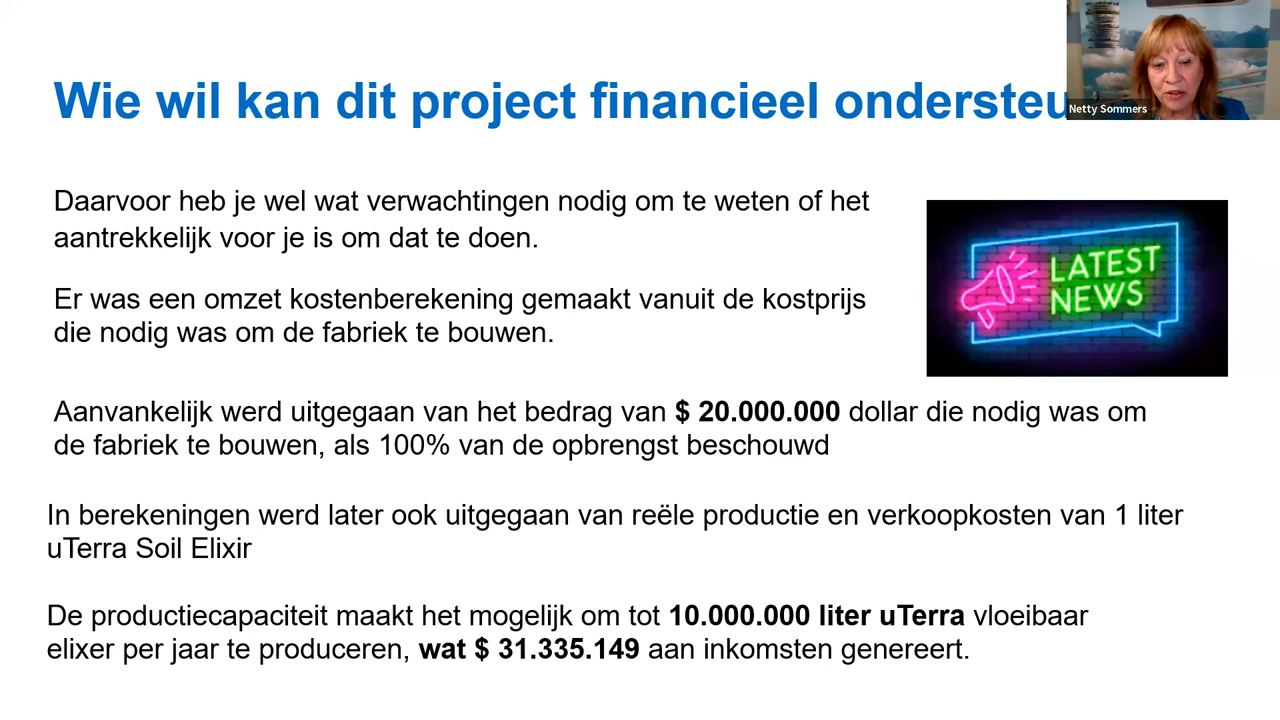 Wie wil kan dit project financieel ondersteu
Netty Sommers
Daarvoor heb je wel wat verwachtingen nodig om te weten of het
aantrekkelijk voor je is om dat te doen.
LATEST
NEWS
Er was een omzet kostenberekening gemaakt vanuit de kostprijs
die nodig was om de fabriek te bouwen.
Aanvankelijk werd uitgegaan van het bedrag van $ 20.000.000 dollar die nodig was om
de fabriek te bouwen, als 100% van de opbrengst beschouwd
In berekeningen werd later ook uitgegaan van reële productie en verkoopkosten van 1 liter
uTerra Soil Elixir
De productiecapaciteit maakt het mogelijk om tot 10.000.000 liter uTerra vloeibaar
elixer per jaar te produceren, wat $ 31.335.149 aan inkomsten genereert.